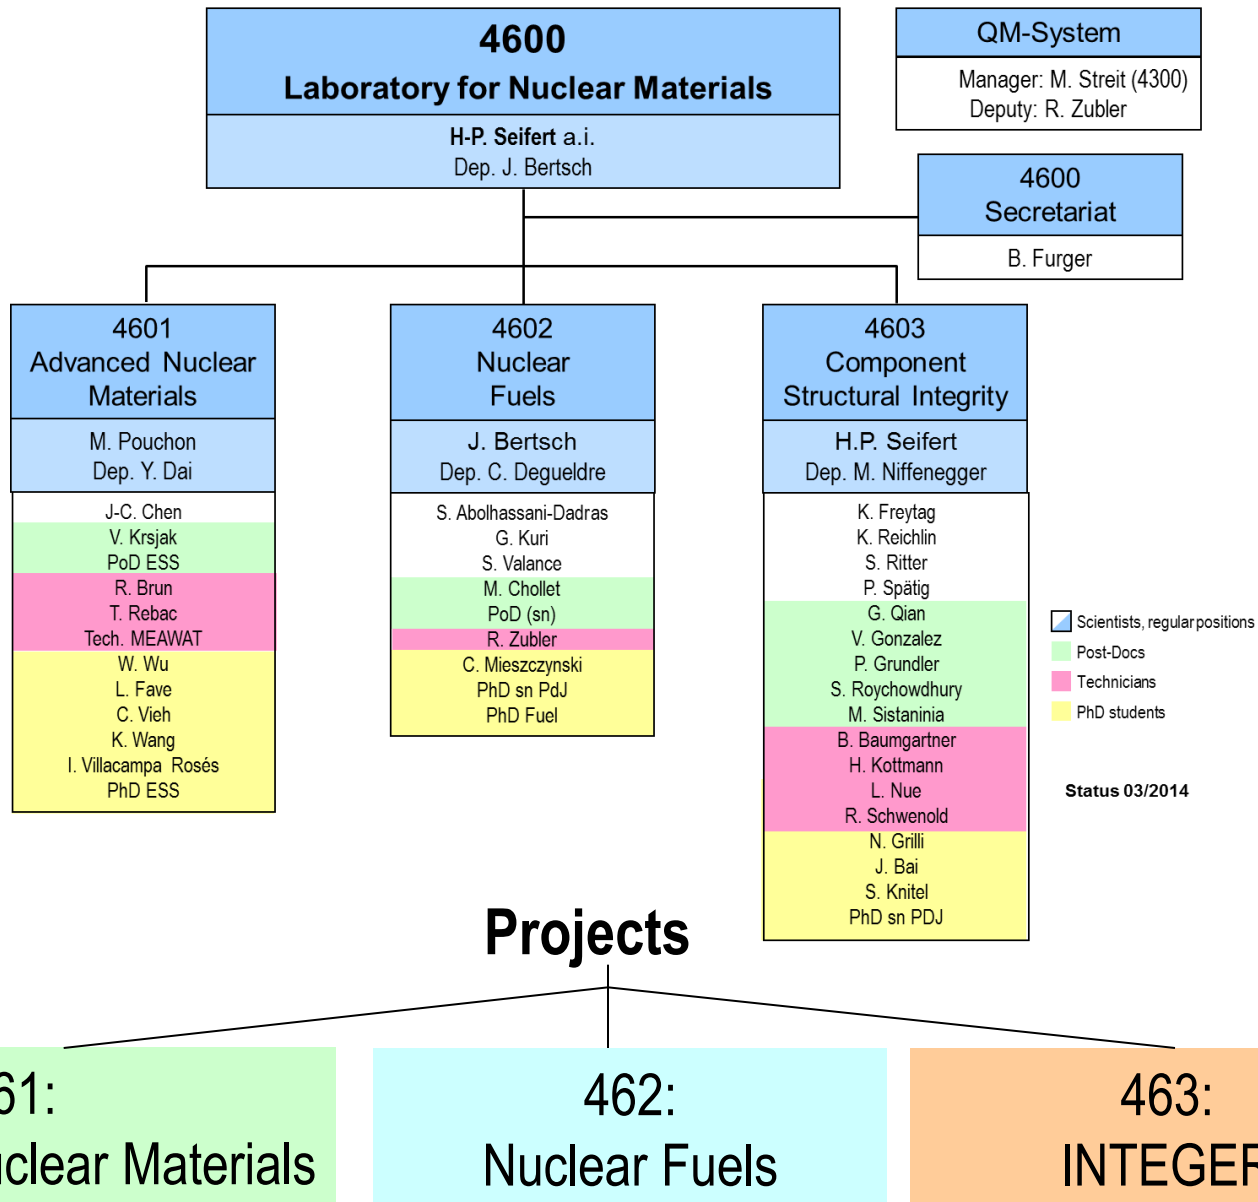 4600
Laboratory for Nuclear Materials
H-P. Seifert a.i.
Dep. J. Bertsch
QM-System
Manager: M. Streit (4300)
Deputy: R. Zubler
4600
Secretariat
B. Furger
4601
Advanced Nuclear
Materials
M. Pouchon
Dep. Y. Dai
J-C. Chen
V. Krsjak
PoD ESS
R. Brun
T. Rebac
Tech. MEAWAT
W. Wu
L. Fave
C. Vieh
K. Wang
I. Villacampa Rosés
PhD ESS
4602
Nuclear
Fuels
J. Bertsch
Dep. C. Degueldre
S. Abolhassani-Dadras
G. Kuri
S. Valance
M. Chollet
PoD (sn)
R. Zubler
C. Mieszczynski
PhD sn PdJ
PhD Fuel
4603
Component
Structural Integrity
H.P. Seifert
Dep. M. Niffenegger
K. Freytag
K. Reichlin
S. Ritter
P. Spätig
G. Qian
V. Gonzalez
P. Grundler
S. Roychowdhury
M. Sistaninia
B. Baumgartner
H. Kottmann
L. Nue
R. Schwenold
N. Grilli
J. Bai
S. Knitel
PhD sn PDJ
Scientists, regular positions
Post-Docs
Technicians
PhD students
Status 03/2014
Projects
61:
uclear Materials
462:
Nuclear Fuels
463:
INTEGER